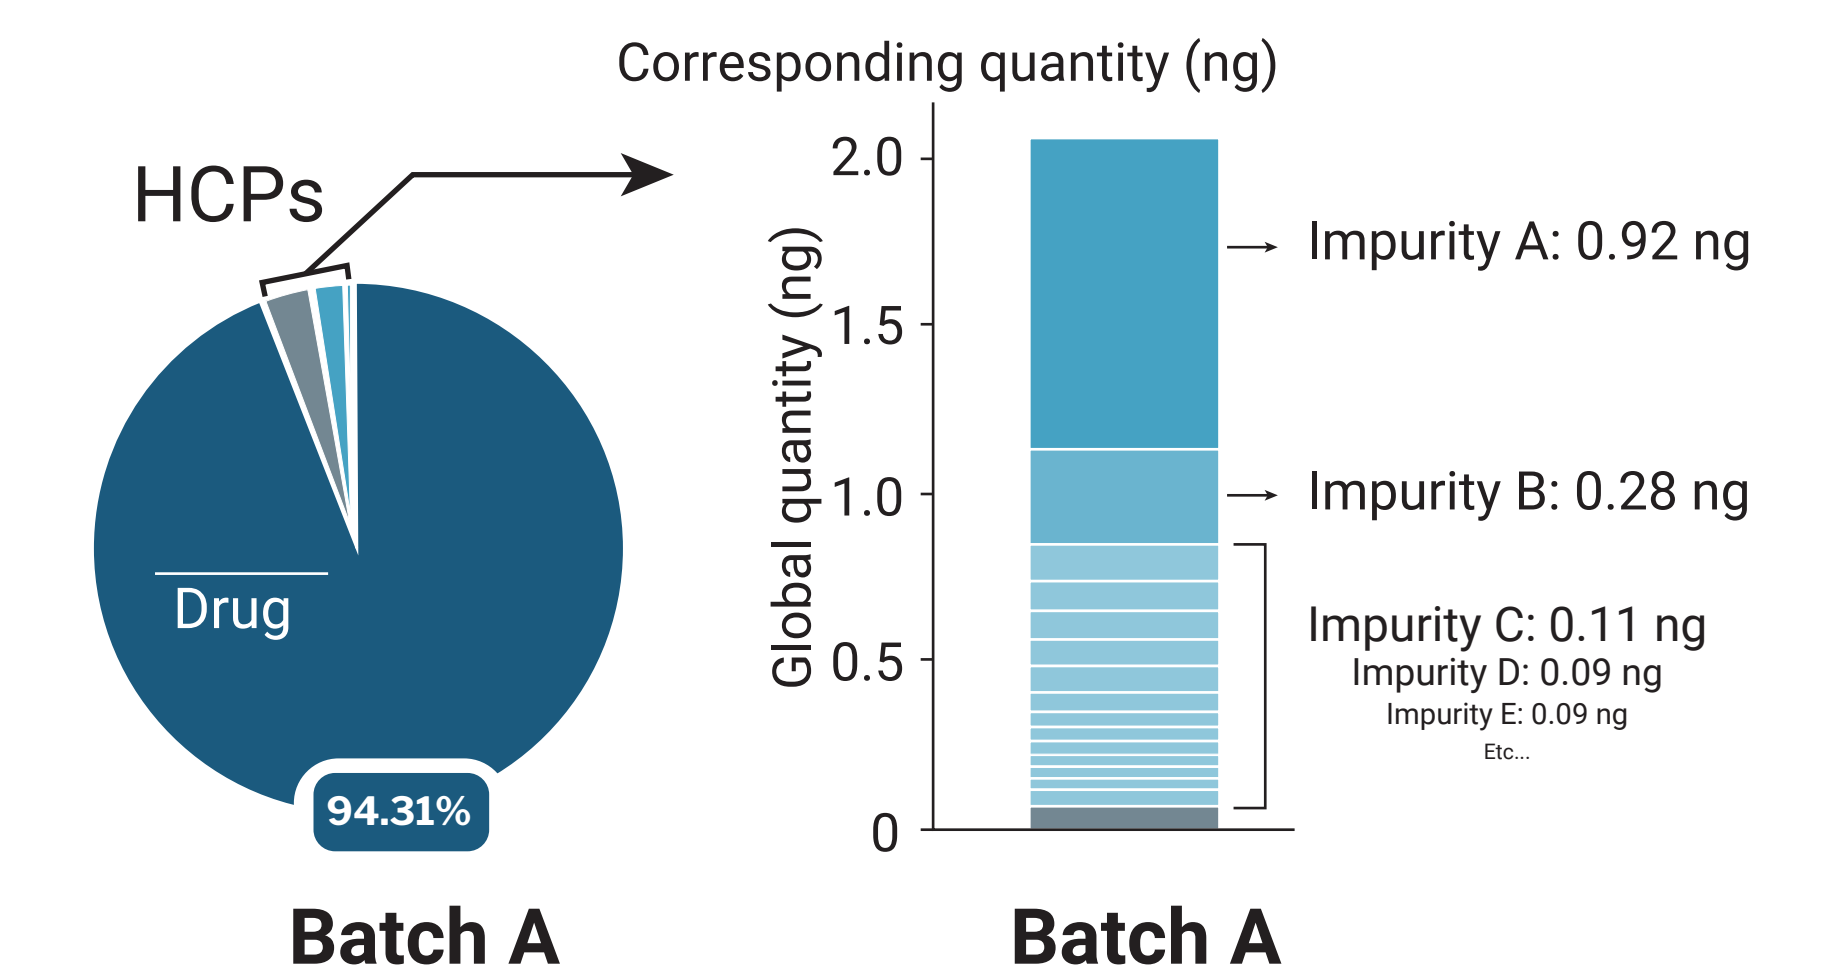 Corresponding quantity (ng)
HCPs
Drug
94.31%
Batch A
Global quantity (ng)
2.0
1.5
1.0
0.5
0
Impurity A: 0.92 ng
Impurity B: 0.28 ng
Impurity C: 0.11 ng
Impurity D: 0.09 ng
Impurity E: 0.09 ng
Etc...
Batch A